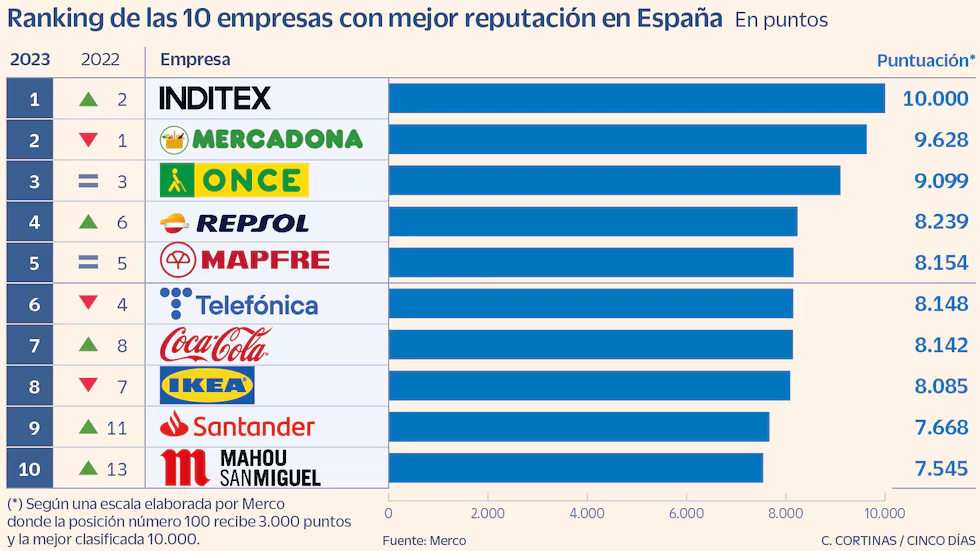 Ranking de las 10 empresas con mejor reputación en España En puntos
2023 2022 Empresa Puntuación*
1 2 INDITEX 10.000
2 1 MERCADONA 9.628
3 3 ONCE 9.099
4 6 REPSOL 8.239
5 5 MAPFRE 8.154
6 4 Telefónica 8.148
7 8 Coca-Cola 8.142
8 7 IKEA 8.085
9 11 Santander 7.668
10 13 MAHOU SANMIGUEL 7.545
(*) Según una escala elaborada por Merco
donde la posición número 100 recibe 3.000 puntos
y la mejor clasificada 10.000.
0 2.000 4.000 6.000 8.000 10.000
Fuente: Merco
C. CORTINAS / CINCO DÍAS